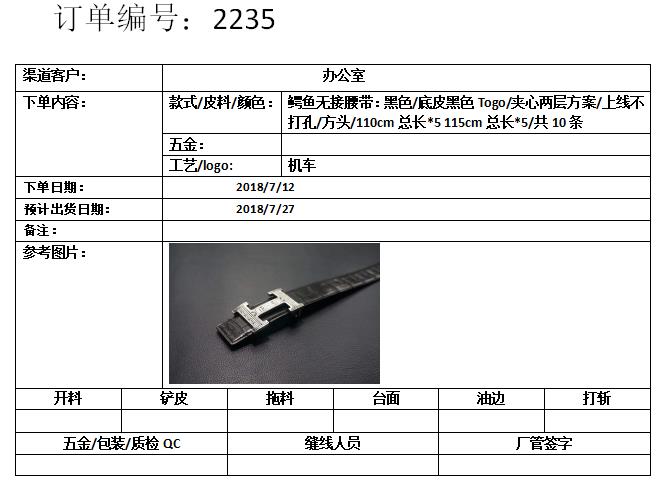 订单编号：2235
渠道客户：
办公室
下单内容：
款式/皮料/颜色：
鳄鱼无接腰带：黑色/底皮黑色 Togo/夹心两层方案/上线不
打孔/方头/110cm 总长*5 115cm 总长*5/共 10 条
五金：
工艺/logo:
机车
下单日期：
2018/7/12
预计出货日期：
2018/7/27
备注：
参考图片：
开料
铲皮
拖料
台面
油边
打斩
五金/包装/质检 QC
缝线人员
厂管签字